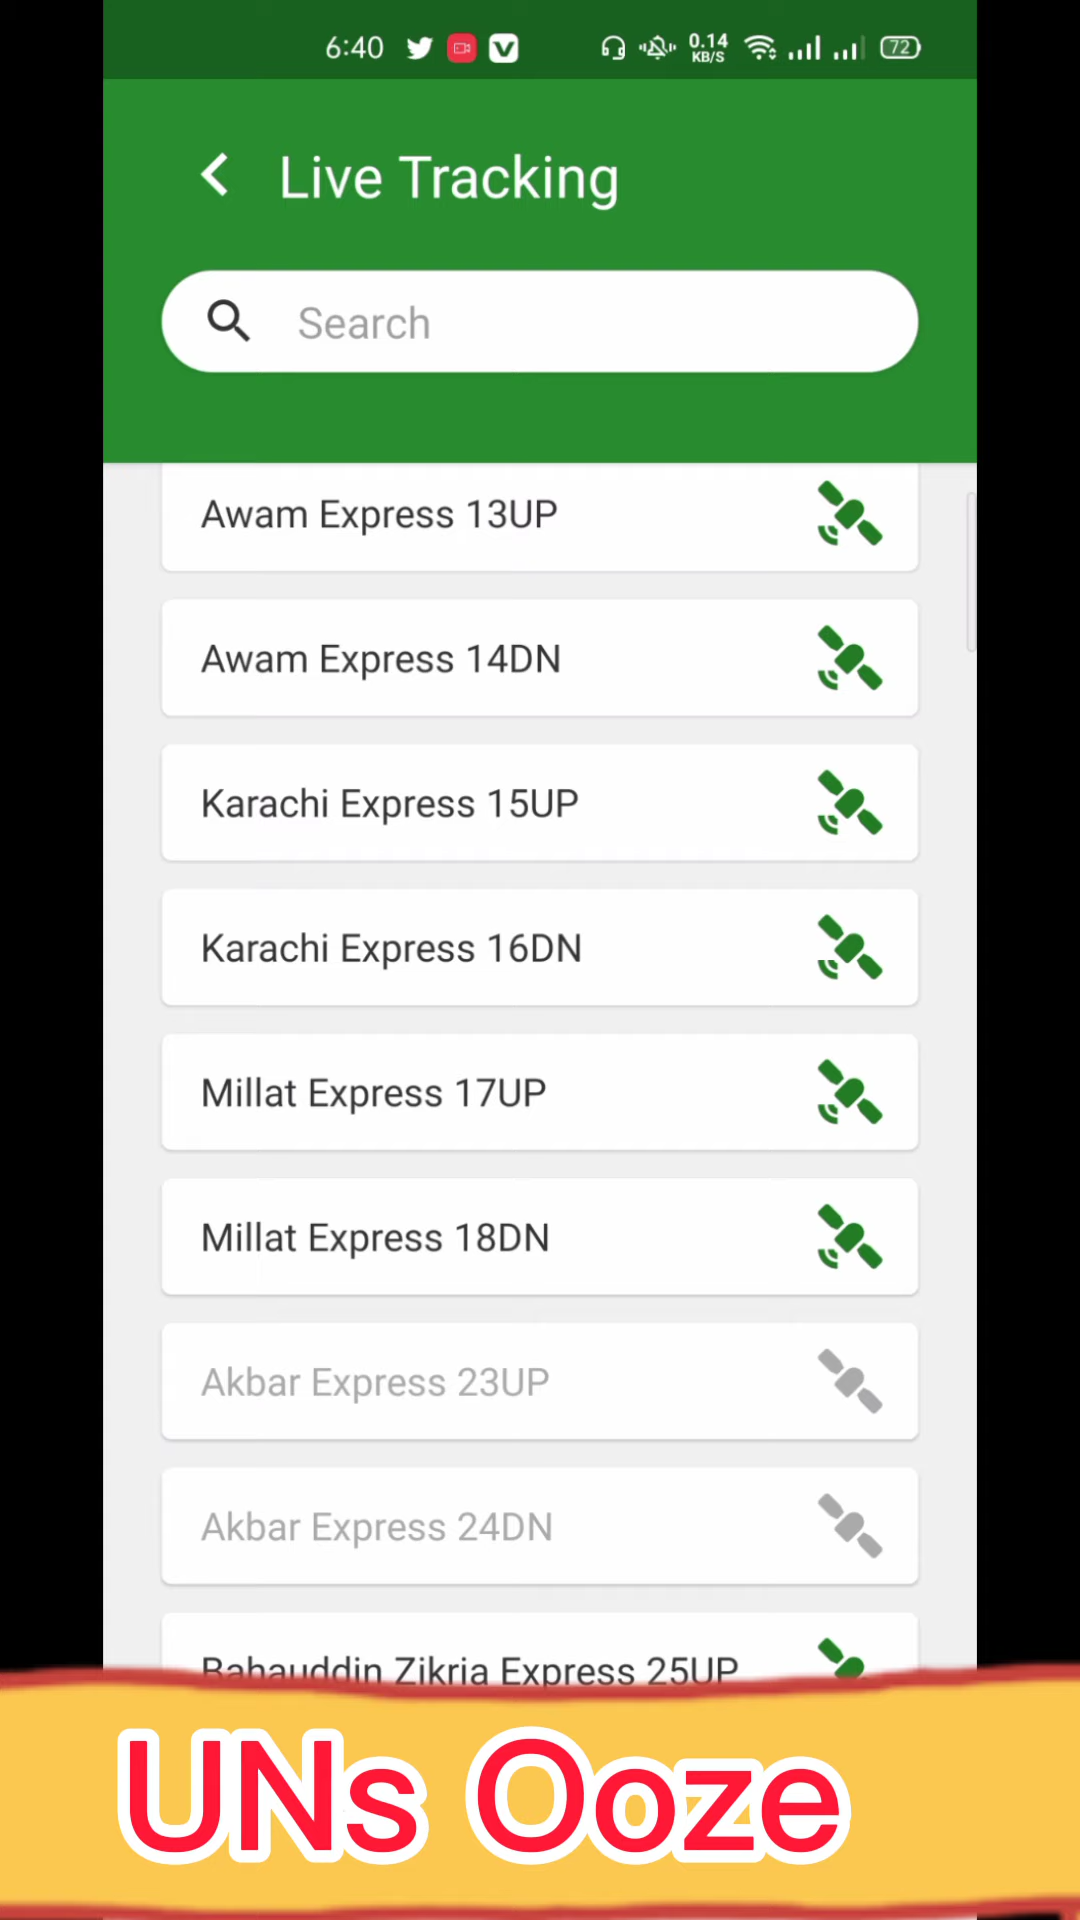 6:40
0.14
KB/S
72
Live Tracking
Search
Awam Express 13UP
Awam Express 14DN
Karachi Express 15UP
Karachi Express 16DN
Millat Express 17UP
Millat Express 18DN
Akbar Express 23UP
Akbar Express 24DN
Bahauddin Zikria Express 25UP
UNs Ooze